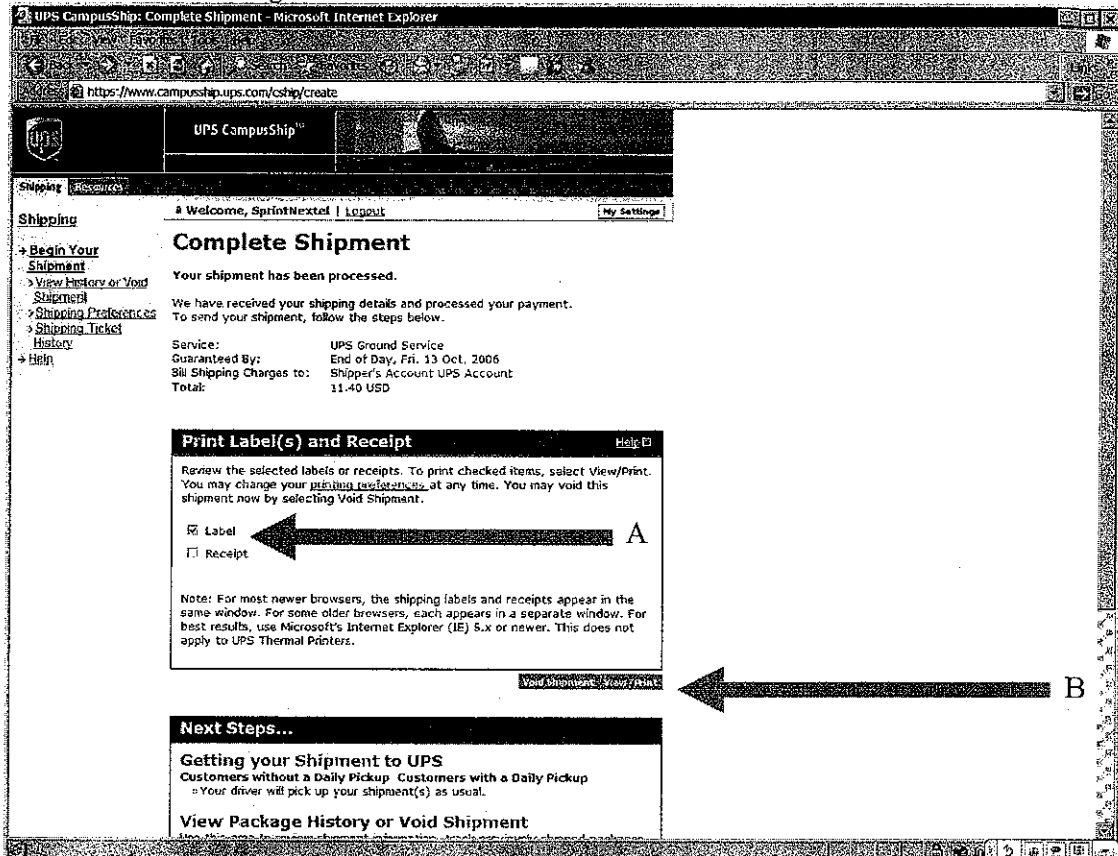 UPS CampusShip: Complete Shipment - Microsoft Internet Explorer
https://www.campusship.ups.com/cship/create
UPS CampusShip™
Shipping Resources
Welcome, SprintNextel | Logout
My Settings
Shipping
Begin Your
Shipment
View History or Void
Shipment
Shipping Preferences
Shipping Ticket
History
Help
Complete Shipment
Your shipment has been processed.
We have received your shipping details and processed your payment.
To send your shipment, follow the steps below.
Service: UPS Ground Service
Guaranteed By: End of Day, Fri. 13 Oct, 2006
Bill Shipping Charges to: Shipper's Account UPS Account
Total: 11.40 USD
Print Label(s) and Receipt
Help
Review the selected labels or receipts. To print checked items, select View/Print.
You may change your printing preferences at any time. You may void this
shipment now by selecting Void Shipment.
Label
A
Receipt
Note: For most newer browsers, the shipping labels and receipts appear in the
same window. For some older browsers, each appears in a separate window. For
best results, use Microsoft's Internet Explorer (IE) 5.x or newer. This does not
apply to UPS Thermal Printers.
Void Shipment View/Print
B
Next Steps...
Getting your Shipment to UPS
Customers without a Daily Pickup Customers with a Daily Pickup
Your driver will pick up your shipment(s) as usual.
View Package History or Void Shipment